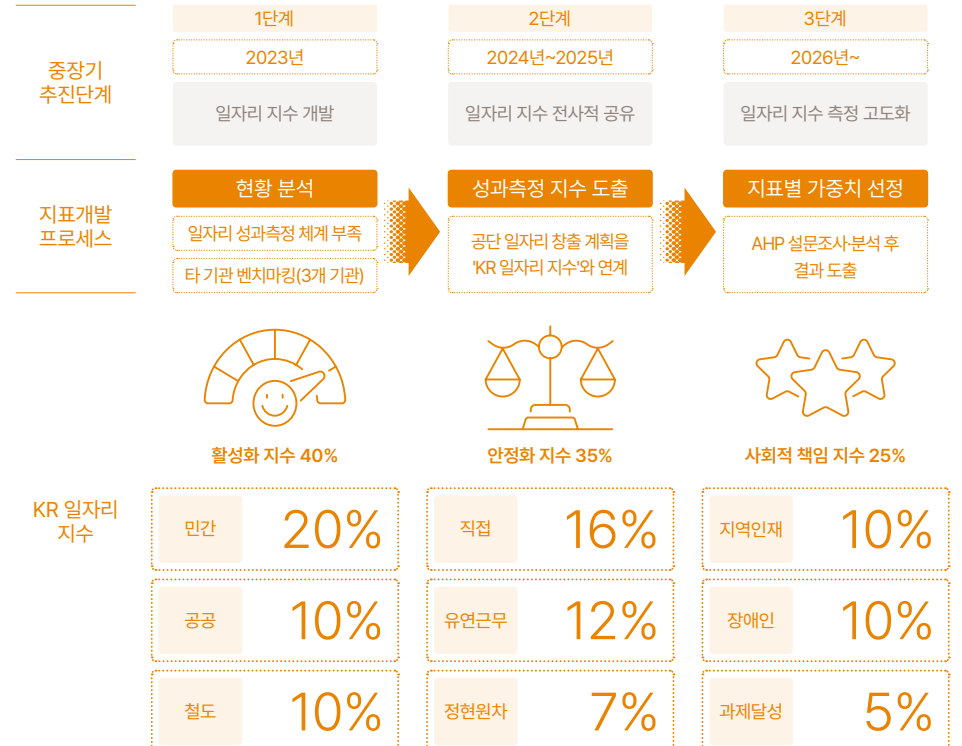 중장기
추진단계
1단계
2023년
일자리 지수 개발
2단계
2024년~2025년
일자리 지수 전사적 공유
3단계
2026년~
일자리 지수 측정 고도화
지표개발
프로세스
현황 분석
일자리 성과측정 체계 부족
타 기관 벤치마킹(3개 기관)
성과측정 지수 도출
공단 일자리 창출 계획을
'KR 일자리 지수'와 연계
지표별 가중치 선정
AHP 설문조사·분석 후
결과 도출
KR 일자리
지수
활성화 지수 40%
민간 20%
공공 10%
철도 10%
안정화 지수 35%
직접 16%
유연근무 12%
정현원차 7%
사회적 책임 지수 25%
지역인재 10%
장애인 10%
과제달성 5%